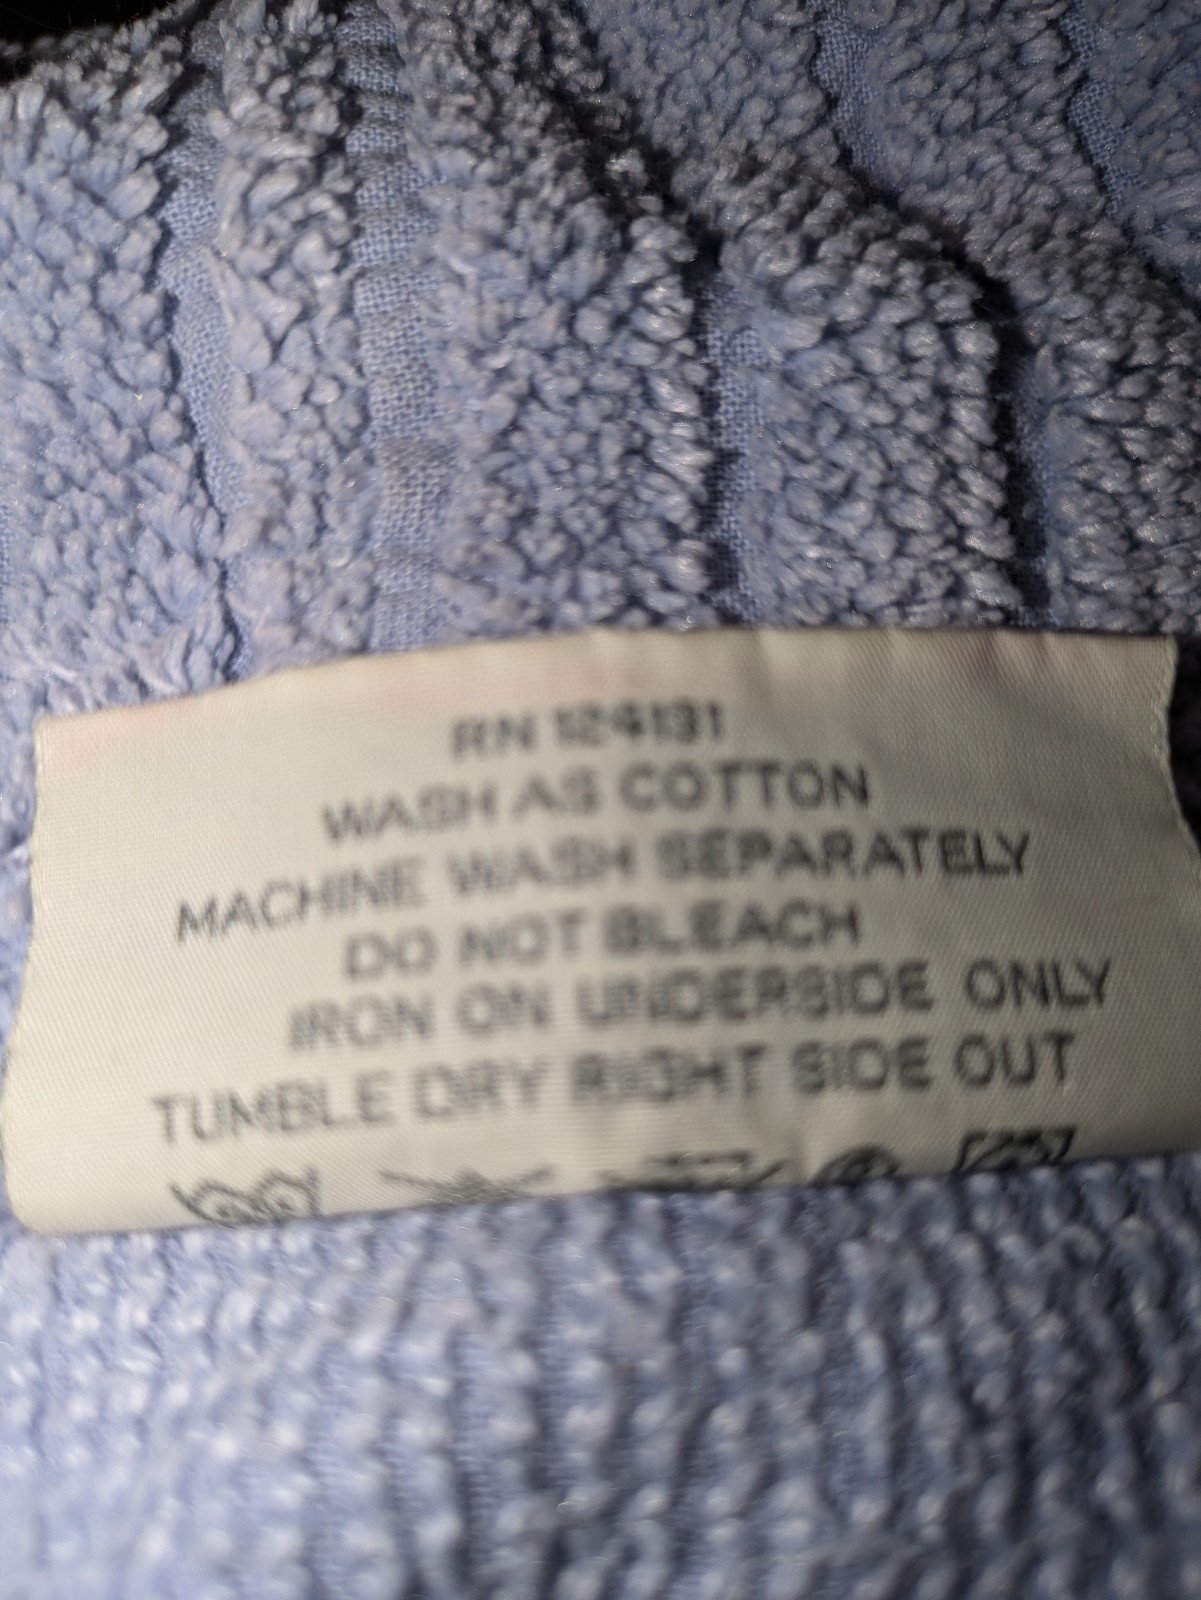 RN 124131
WASH AS COTTON
MACHINE WASH SEPARATELY
DO NOT BLEACH
IRON ON UNDERSIDE ONLY
TUMBLE DRY RIGHT SIDE OUT